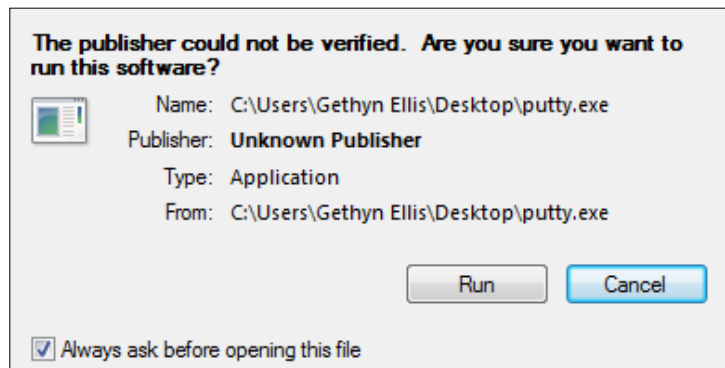 The publisher could not be verified. Are you sure you want to
run this software?
Name: C:\Users\Gethyn Ellis\Desktop\putty.exe
Publisher: Unknown Publisher
Type: Application
From: C:\Users\Gethyn Ellis\Desktop\putty.exe
Run Cancel
Always ask before opening this file